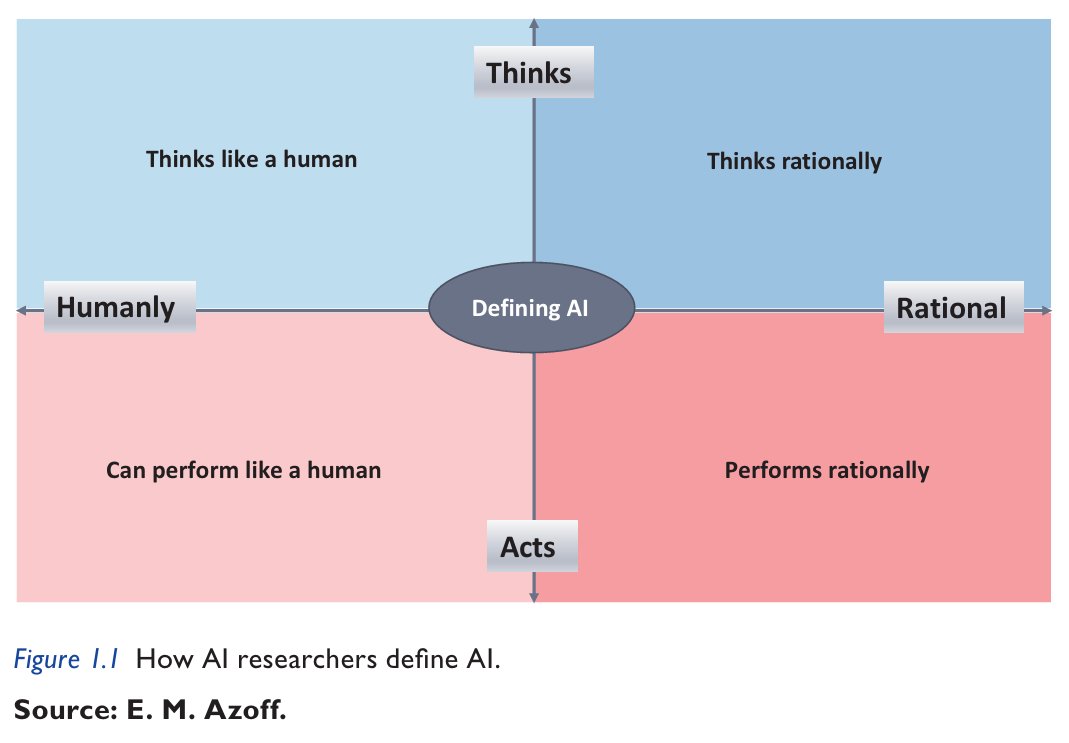 Thinks
Thinks like a human
Thinks rationally
Humanly
Defining AI
Rational
Can perform like a human
Performs rationally
Acts
Figure 1.1 How AI researchers define AI.
Source: E. M. Azoff.